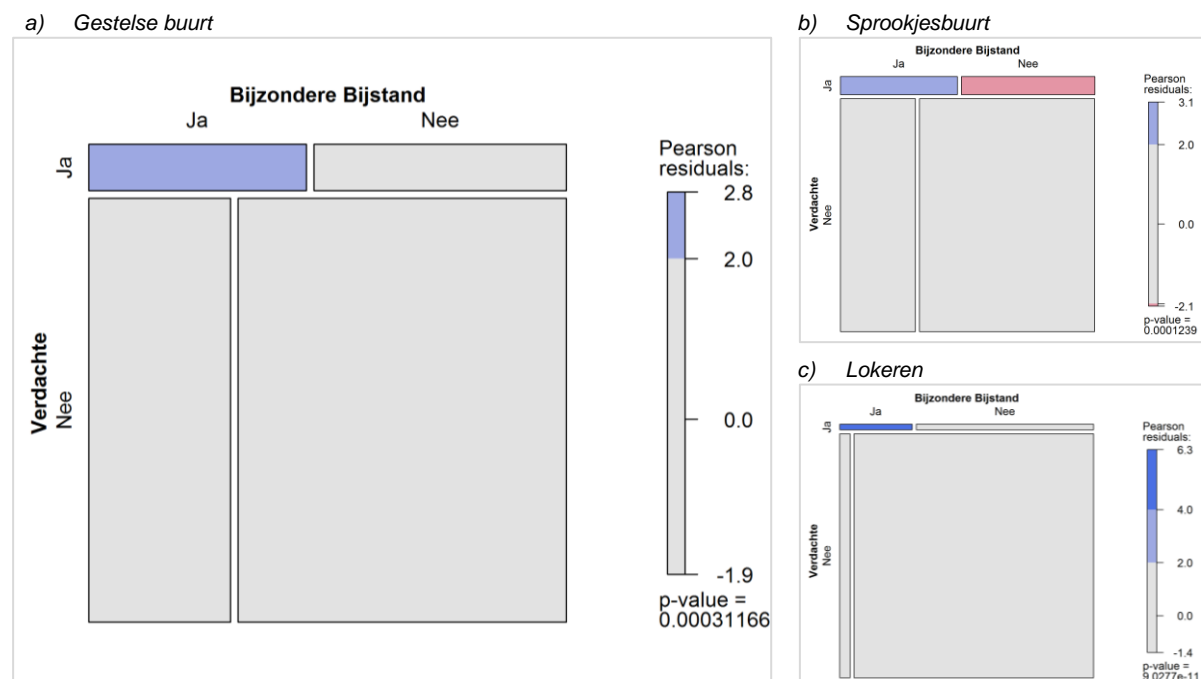 a) Gestelse buurt
Bijzondere Bijstand
Ja Nee
Ja
Verdachte
Nee
Pearson
residuals:
2.8
2.0
0.0
-1.9
p-value =
0.00031166
b) Sprookjesbuurt
Bijzondere Bijstand
Ja Nee
Ja
Verdachte
Nee
Pearson
residuals:
3.1
2.0
0.0
-2.1
p-value =
0.0001239
c) Lokeren
Bijzondere Bijstand
Ja Nee
Ja
Verdachte
Nee
Pearson
residuals:
6.3
4.0
2.0
0.0
-1.4
p-value =
9.0277e-11